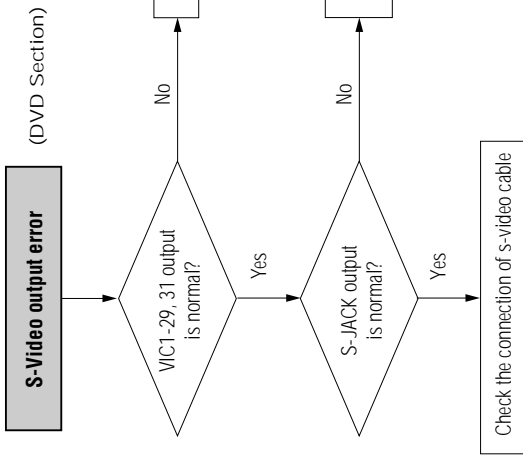 S-Video output error
(DVD Section)
VIC1-29, 31 output
is normal?
No
Yes
S-JACK output
is normal?
No
Yes
Check the connection of s-video cable